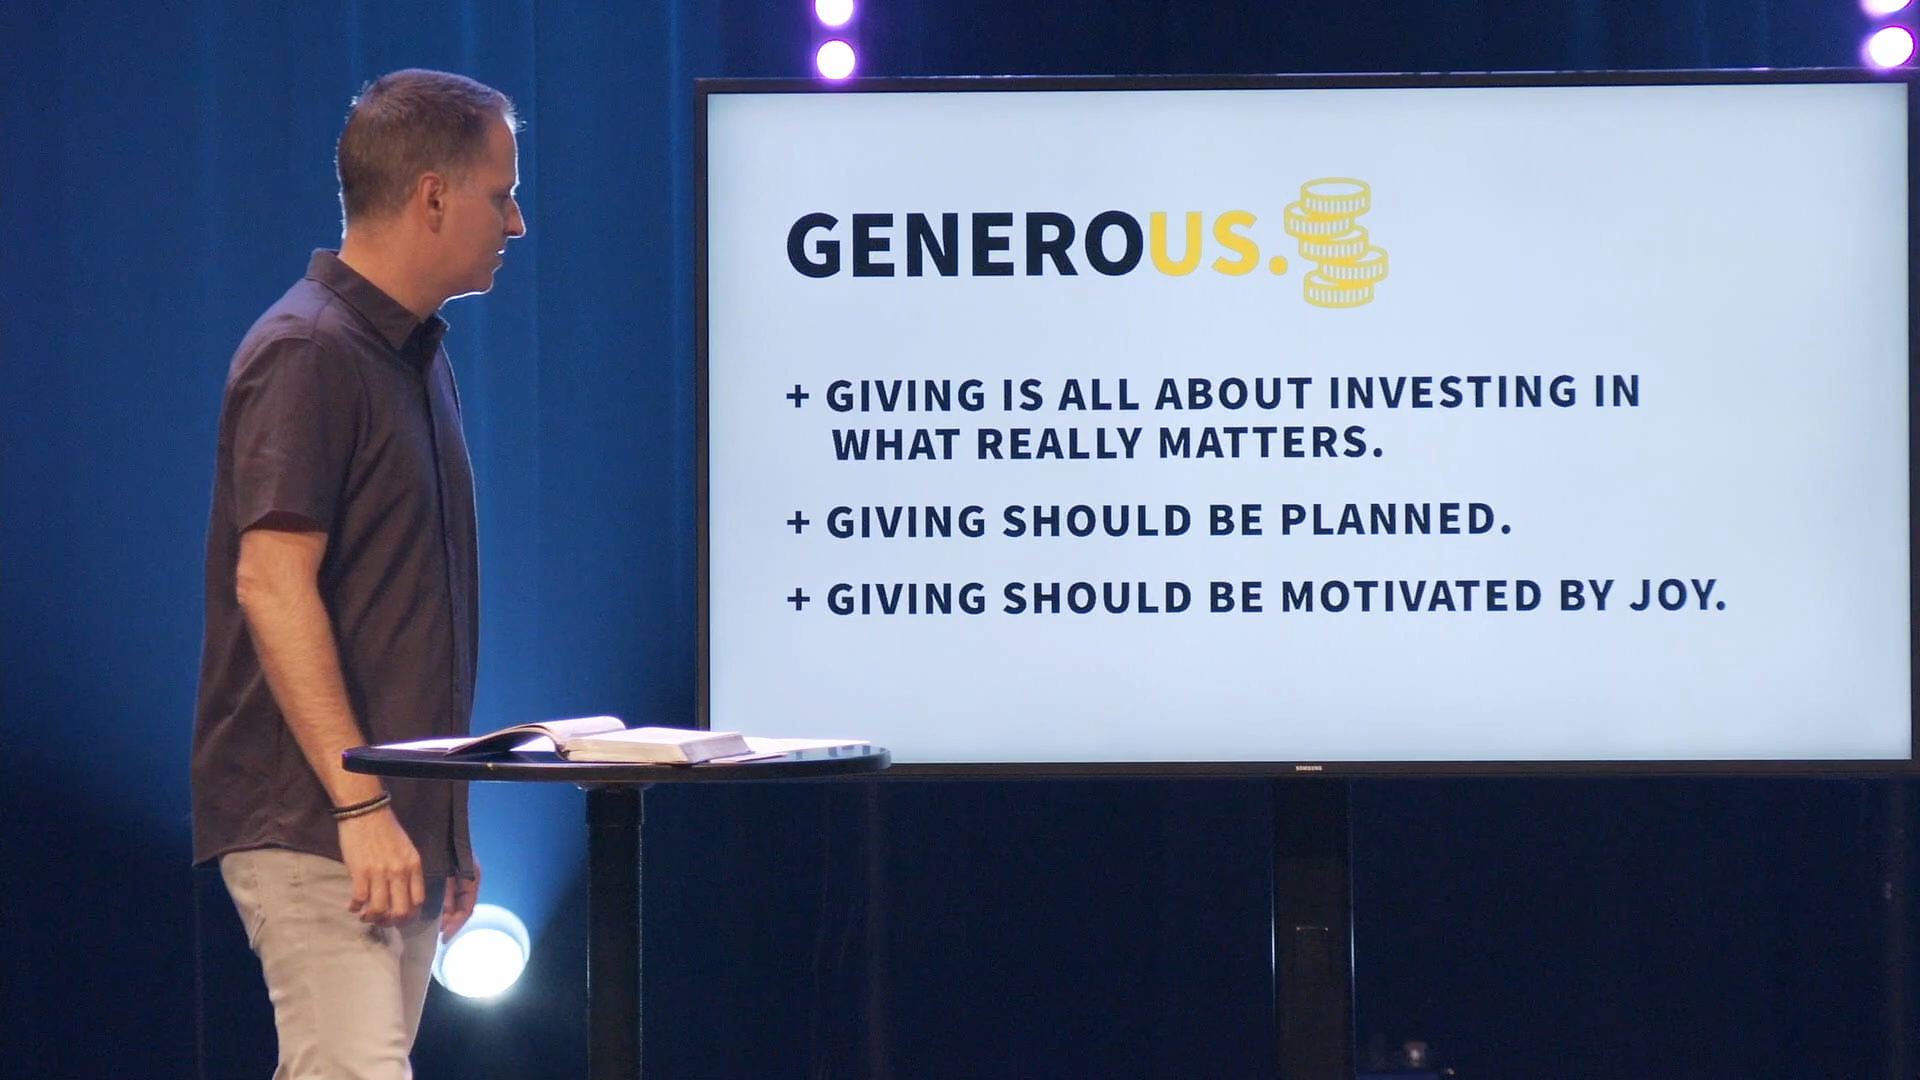 GENEROUS.
+ GIVING IS ALL ABOUT INVESTING IN
WHAT REALLY MATTERS.
+ GIVING SHOULD BE PLANNED.
+ GIVING SHOULD BE MOTIVATED BY JOY.
SAMSUNG